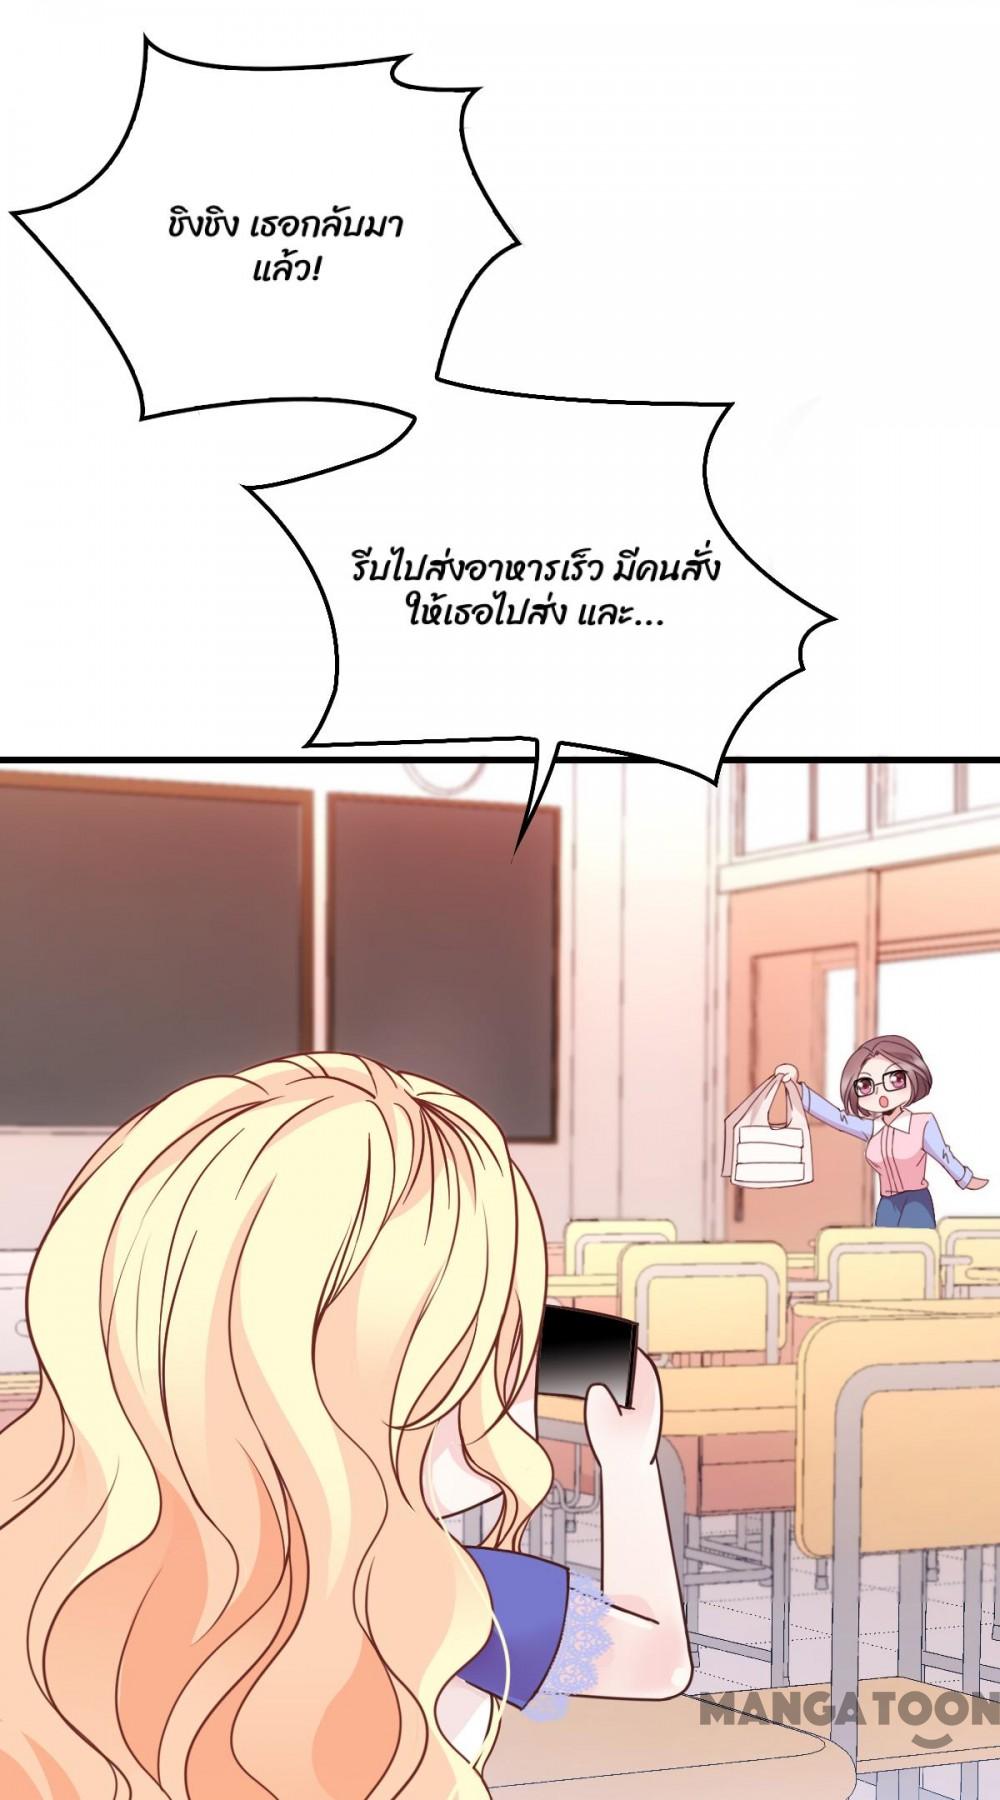 ชิงชิง เธอกลับมา
แล้ว!
รีบไปส่งอาหารเร็ว มีคนสั่ง
ให้เธอไปส่ง และ...
MANGATOON